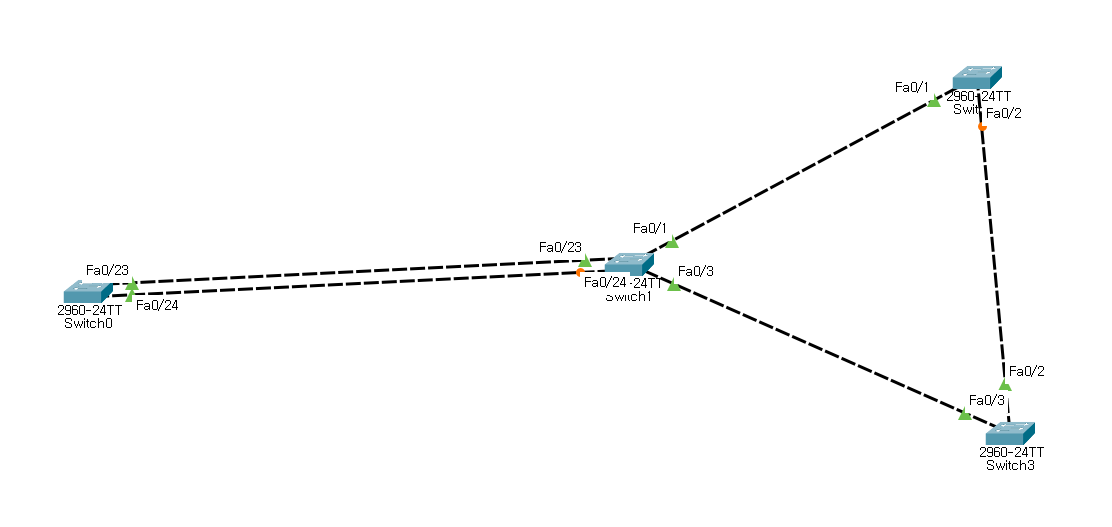 Fa0/1
2960-24TT
Swit
Fa0/2
Fa0/1
Fa0/23
Fa0/3
Fa0/24
24TT
Switch1
Fa0/23
Fa0/24
2960-24TT
Switch0
Fa0/2
Fa0/3
2960-24TT
Switch3